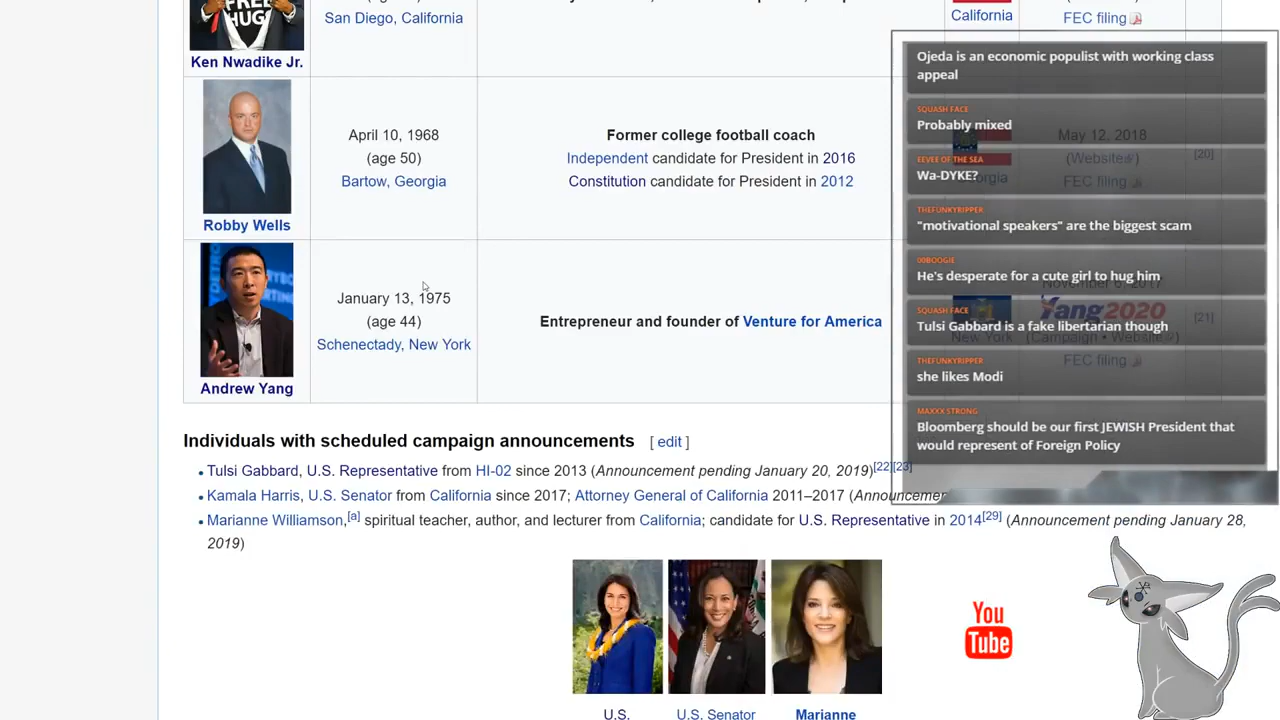 FREE
HUG
San Diego, California
California
FEC filing
Ken Nwadike Jr.
April 10, 1968
(age 50)
Bartow, Georgia
Former college football coach
Independent candidate for President in 2016
Constitution candidate for President in 2012
May 12, 2018
(Website)
FEC filing
[20]
Robby Wells
January 13, 1975
(age 44)
Schenectady, New York
Entrepreneur and founder of Venture for America
Yang2020
New York
(Campaign • Website)
FEC filing
[21]
Andrew Yang
Ojeda is an economic populist with working class
appeal
SQUASH FACE
Probably mixed
EEVEE OF THE SEA
Wa-DYKE?
THEFUNKYRIPPER
"motivational speakers" are the biggest scam
00BOOGIE
He's desperate for a cute girl to hug him
SQUASH FACE
Tulsi Gabbard is a fake libertarian though
THEFUNKYRIPPER
she likes Modi
MAXXX STRONG
Bloomberg should be our first JEWISH President that
would represent of Foreign Policy
Individuals with scheduled campaign announcements [ edit ]
• Tulsi Gabbard, U.S. Representative from HI-02 since 2013 (Announcement pending January 20, 2019)[22][23]
• Kamala Harris, U.S. Senator from California since 2017; Attorney General of California 2011–2017 (Announcemen
• Marianne Williamson,[a] spiritual teacher, author, and lecturer from California; candidate for U.S. Representative in 2014[29] (Announcement pending January 28,
2019)
You
Tube
U.S.
U.S. Senator
Marianne